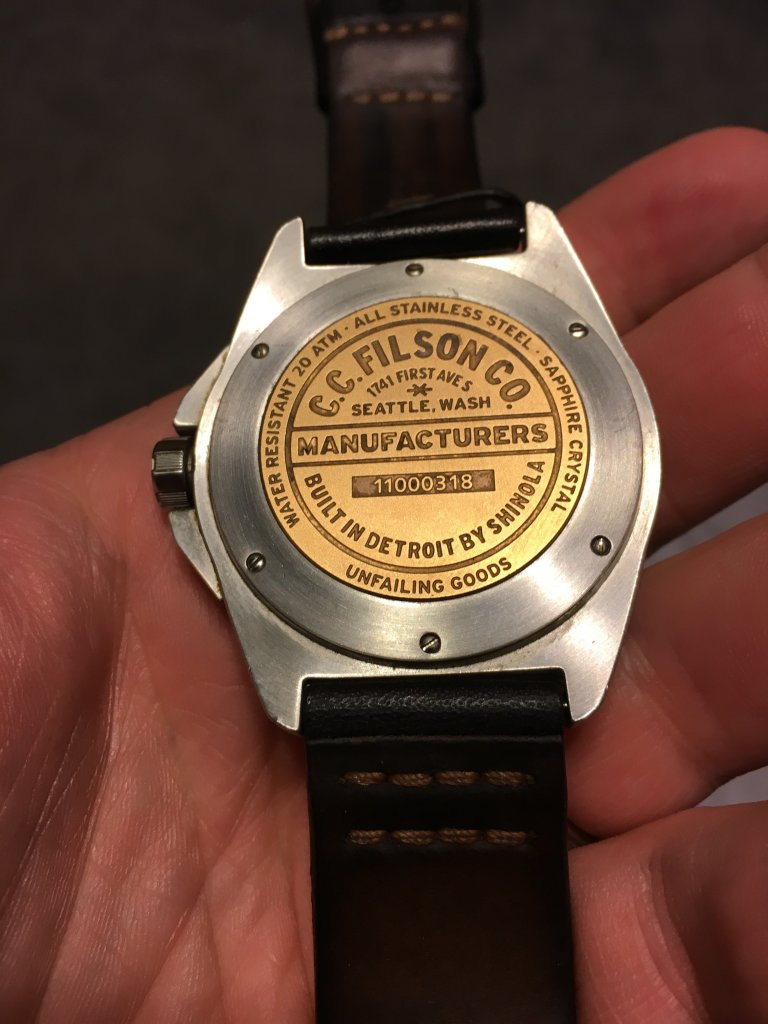 WATER RESISTANT 20 ATM · ALL STAINLESS STEEL · SAPPHIRE CRYSTAL
C.C. FILSON CO.
1741 FIRST AVE S
SEATTLE, WASH
MANUFACTURERS
11000318
BUILT IN DETROIT BY SHINOLA
UNFAILING GOODS